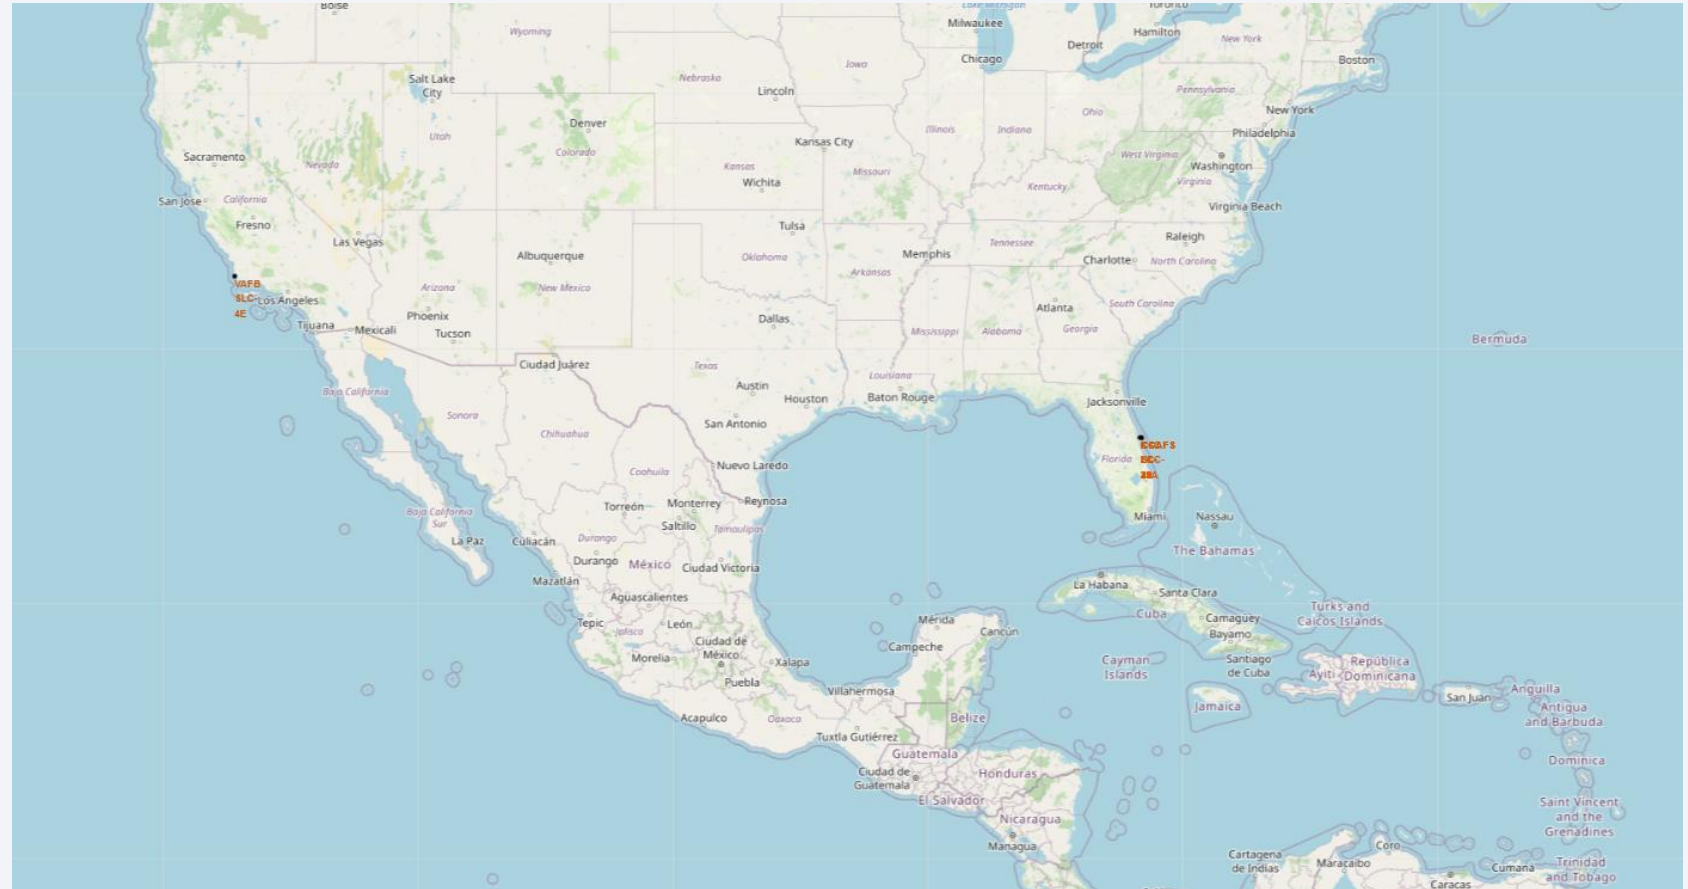 Boise
Wyoming
Milwaukee
Toronto
Hamilton
New York
Detroit
Chicago
Boston
Iowa
Nebraska
Salt Lake
City
Lincoln
Pennsylvania
New York
Ohio
Denver
Philadelphia
Utah
Illinois
Indiana
Kansas City
Colorado
West Virginia
Washington
Sacramento
Nevada
Kansas
Missouri
Kentucky
Virginia
Wichita
San Jose
California
Virginia Beach
Fresno
Tulsa
Las Vegas
Tennessee
Raleigh
Albuquerque
Oklahoma
Memphis
Charlotte
North Carolina
Arkansas
VAFB
SLC-
4E
Los Angeles
Arizona
New Mexico
Atlanta
South Carolina
Phoenix
Tijuana
Mexicali
Tucson
Dallas
Mississippi
Alabama
Georgia
Bermuda
Ciudad Juárez
Texas
Louisiana
Baja California
Austin
Houston
Baton Rouge
Jacksonville
Sonora
San Antonio
Chihuahua
Florida
Coahuila
Nuevo Laredo
Torreón
Monterrey
Reynosa
Baja California
Sur
Saltillo
Tamaulipas
Miami
Nassau
La Paz
Culiacán
Durango
The Bahamas
Durango
México
Ciudad Victoria
Mazatlán
La Habana
Santa Clara
Aguascalientes
Cuba
Turks and
Caicos Islands
Tepic
Jalisco
León
Mérida
Cancún
Camagüey
Bayamo
Ciudad de
México
Campeche
Morelia
Xalapa
Cayman
Islands
Santiago
de Cuba
Ayiti
República
Dominicana
Puebla
Villahermosa
San Juan
Anguilla
Acapulco
Oaxaca
Belize
Jamaica
Antigua
and Barbuda
Tuxtla Gutiérrez
Guatemala
Dominica
Ciudad de
Guatemala
Honduras
El Salvador
Saint Vincent
and the
Grenadines
Nicaragua
Managua
Cartagena
de Indias
Maracaibo
Coro
Cumana
Trinidad
and Tobago
Caracas